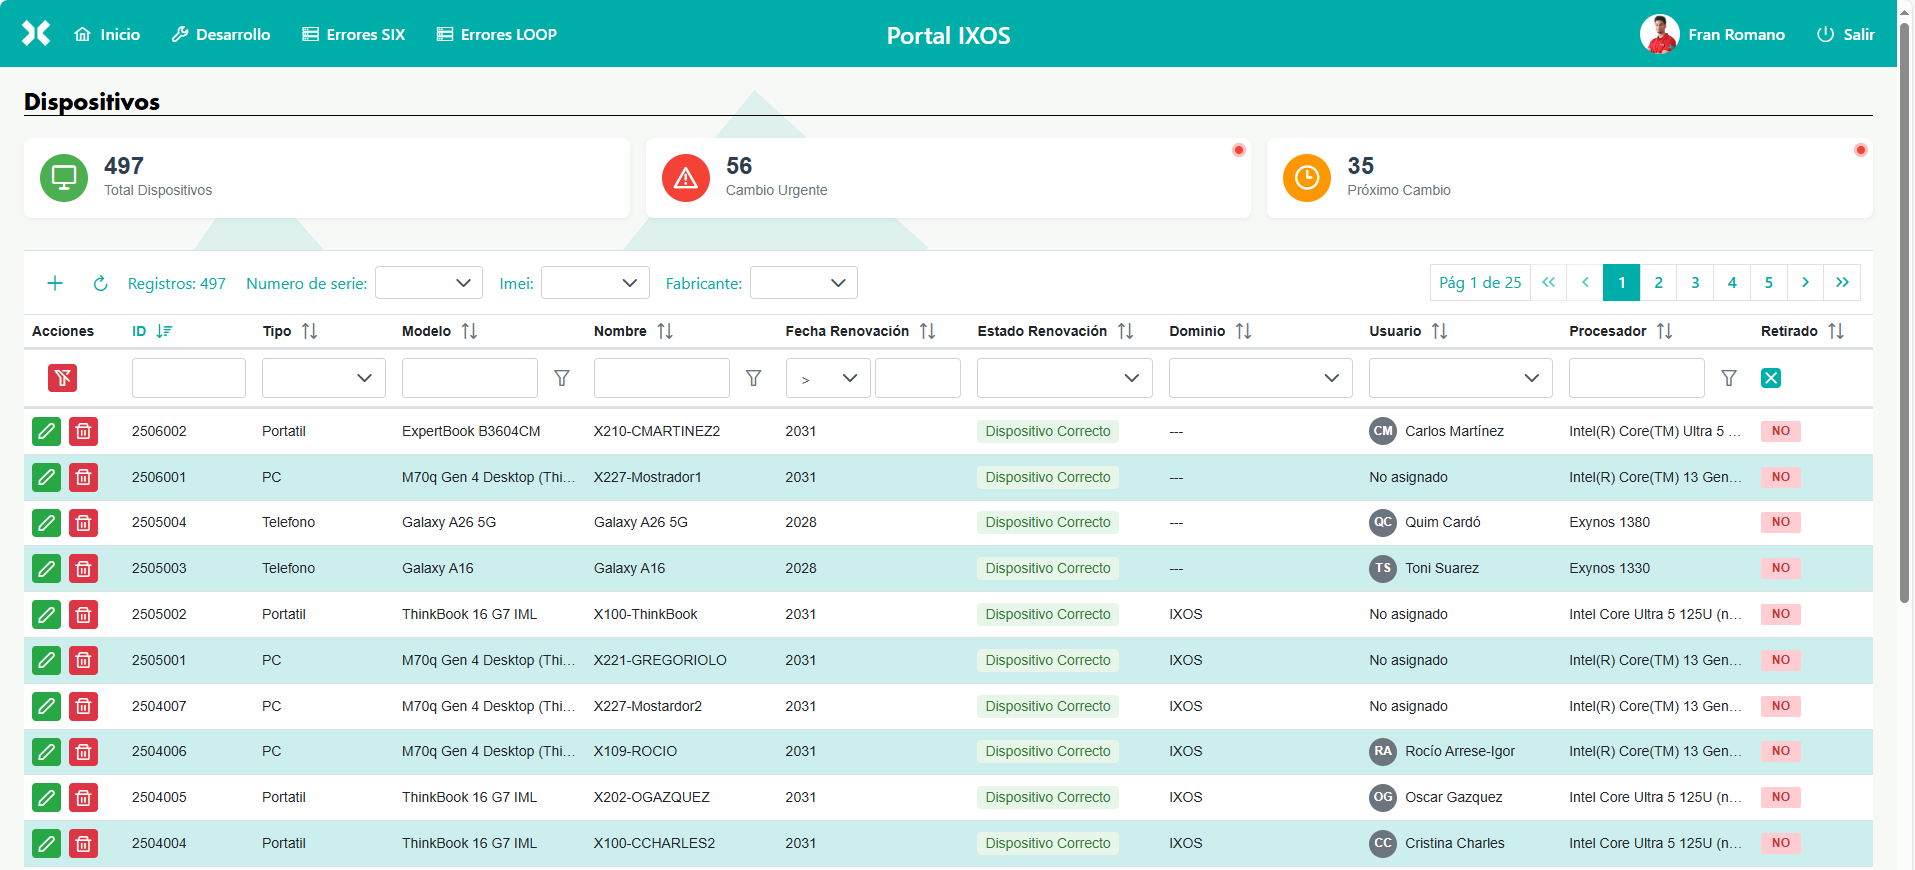 Inicio Desarrollo Errores SIX Errores LOOP Portal IXOS Fran Romano Salir
Dispositivos
497
Total Dispositivos
56
Cambio Urgente
35
Próximo Cambio
Registros: 497 Numero de serie: Imei: Fabricante: Pág 1 de 25 1 2 3 4 5
Acciones ID Tipo Modelo Nombre Fecha Renovación Estado Renovación Dominio Usuario Procesador Retirado
>
2506002 Portatil ExpertBook B3604CM X210-CMARTINEZ2 2031 Dispositivo Correcto --- CM Carlos Martínez Intel(R) Core(TM) Ultra 5 ... NO
2506001 PC M70q Gen 4 Desktop (Thi... X227-Mostrador1 2031 Dispositivo Correcto --- No asignado Intel(R) Core(TM) 13 Gen... NO
2505004 Telefono Galaxy A26 5G Galaxy A26 5G 2028 Dispositivo Correcto --- QC Quim Cardó Exynos 1380 NO
2505003 Telefono Galaxy A16 Galaxy A16 2028 Dispositivo Correcto --- TS Toni Suarez Exynos 1330 NO
2505002 Portatil ThinkBook 16 G7 IML X100-ThinkBook 2031 Dispositivo Correcto IXOS No asignado Intel Core Ultra 5 125U (n... NO
2505001 PC M70q Gen 4 Desktop (Thi... X221-GREGORIOLO 2031 Dispositivo Correcto IXOS No asignado Intel(R) Core(TM) 13 Gen... NO
2504007 PC M70q Gen 4 Desktop (Thi... X227-Mostardor2 2031 Dispositivo Correcto IXOS No asignado Intel(R) Core(TM) 13 Gen... NO
2504006 PC M70q Gen 4 Desktop (Thi... X109-ROCIO 2031 Dispositivo Correcto IXOS RA Rocío Arrese-Igor Intel(R) Core(TM) 13 Gen... NO
2504005 Portatil ThinkBook 16 G7 IML X202-OGAZQUEZ 2031 Dispositivo Correcto IXOS OG Oscar Gazquez Intel Core Ultra 5 125U (n... NO
2504004 Portatil ThinkBook 16 G7 IML X100-CCHARLES2 2031 Dispositivo Correcto IXOS CC Cristina Charles Intel Core Ultra 5 125U (n... NO